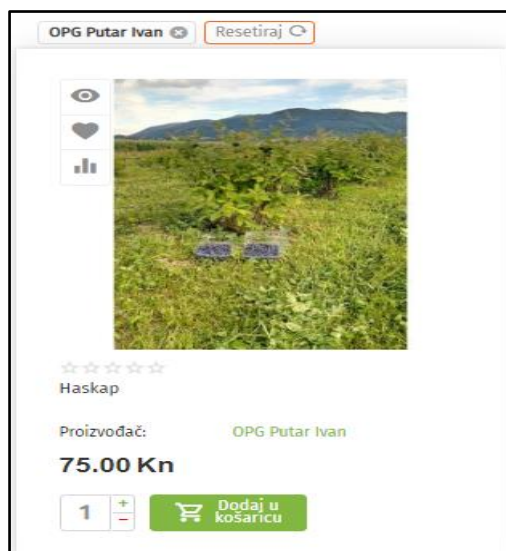 OPG Putar Ivan
Resetiraj
Haskap
Proizvođač: OPG Putar Ivan
75.00 Kn
1 + −
Dodaj u
košaricu